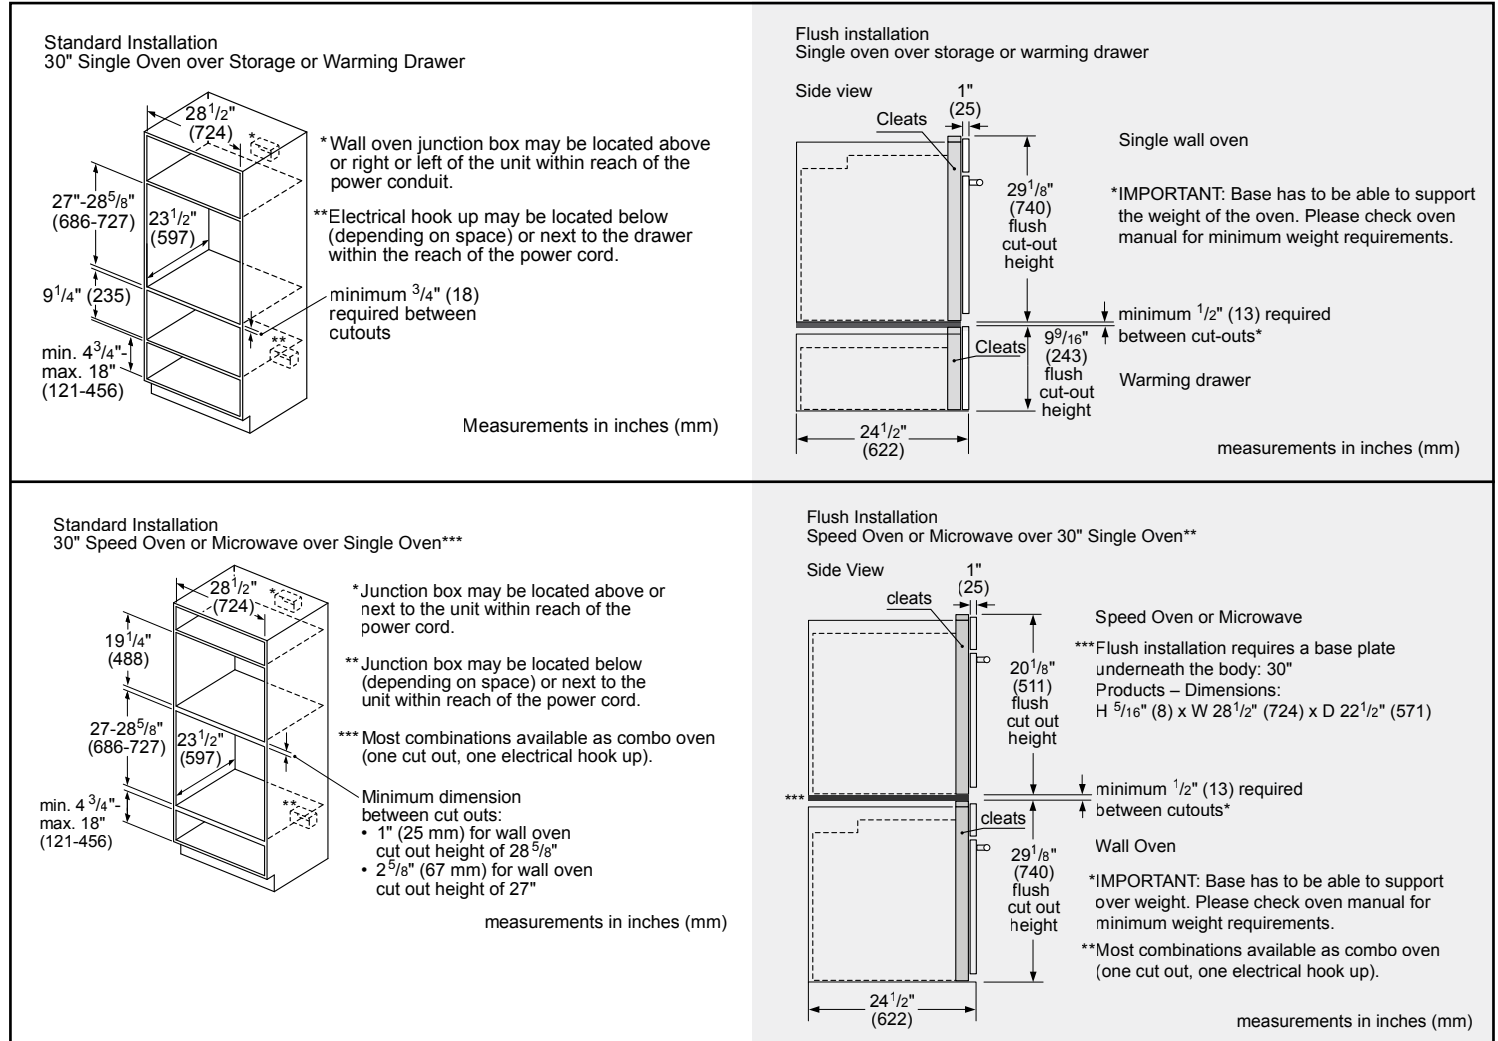 Standard Installation
30" Single Oven over Storage or Warming Drawer
28 1/2"
(724)
*
*Wall oven junction box may be located above
or right or left of the unit within reach of the
power conduit.
27"-28 5/8"
(686-727)
23 1/2"
(597)
**Electrical hook up may be located below
(depending on space) or next to the drawer
within the reach of the power cord.
9 1/4" (235)
minimum 3/4" (18)
required between
cutouts
**
min. 4 3/4"-
max. 18"
(121-456)
Measurements in inches (mm)
Flush installation
Single oven over storage or warming drawer
Side view
1"
(25)
Cleats
Single wall oven
29 1/8"
(740)
flush
cut-out
height
*IMPORTANT: Base has to be able to support
the weight of the oven. Please check oven
manual for minimum weight requirements.
minimum 1/2" (13) required
between cut-outs*
Cleats
9 9/16"
(243)
flush
cut-out
height
Warming drawer
24 1/2"
(622)
measurements in inches (mm)
Standard Installation
30" Speed Oven or Microwave over Single Oven***
28 1/2"
(724)
*
*Junction box may be located above or
next to the unit within reach of the
power cord.
19 1/4"
(488)
**Junction box may be located below
(depending on space) or next to the
unit within reach of the power cord.
27-28 5/8"
(686-727)
23 1/2"
(597)
***Most combinations available as combo oven
(one cut out, one electrical hook up).
min. 4 3/4"-
max. 18"
(121-456)
**
Minimum dimension
between cut outs:
• 1" (25 mm) for wall oven
cut out height of 28 5/8"
• 2 5/8" (67 mm) for wall oven
cut out height of 27"
measurements in inches (mm)
Flush Installation
Speed Oven or Microwave over 30" Single Oven**
Side View
1"
(25)
cleats
Speed Oven or Microwave
***Flush installation requires a base plate
underneath the body: 30"
Products – Dimensions:
H 5/16" (8) x W 28 1/2" (724) x D 22 1/2" (571)
20 1/8"
(511)
flush
cut out
height
***
minimum 1/2" (13) required
between cutouts*
cleats
Wall Oven
29 1/8"
(740)
flush
cut out
height
*IMPORTANT: Base has to be able to support
over weight. Please check oven manual for
minimum weight requirements.
**Most combinations available as combo oven
(one cut out, one electrical hook up).
24 1/2"
(622)
measurements in inches (mm)